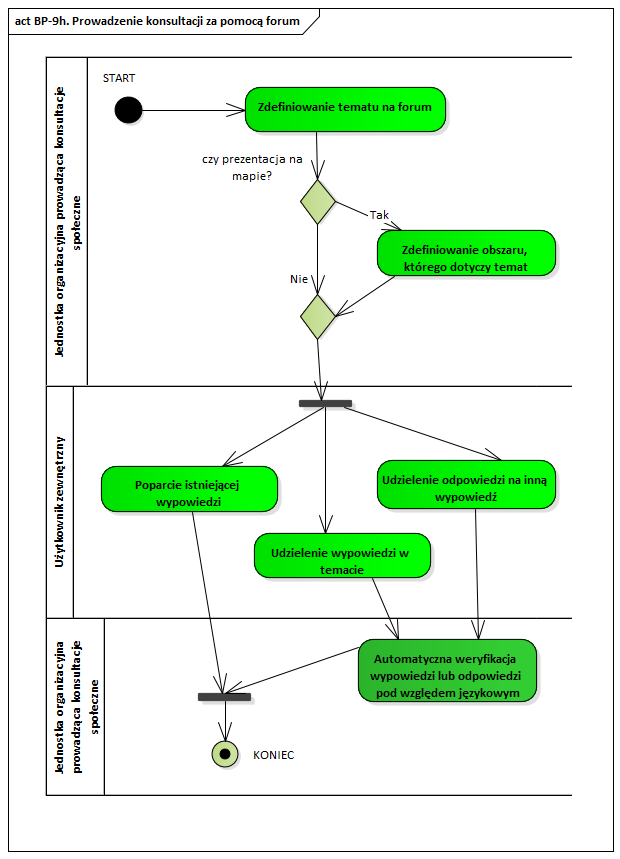 act BP-9h. Prowadzenie konsultacji za pomocą forum
Jednostka organizacyjna prowadząca konsultacje
społeczne
START
Zdefiniowanie tematu na forum
czy prezentacja na
mapie?
Tak
Zdefiniowanie obszaru,
którego dotyczy temat
Nie
Użytkownik zewnętrzny
Poparcie istniejącej
wypowiedzi
Udzielenie odpowiedzi na inną
wypowiedź
Udzielenie wypowiedzi w
temacie
Jednostka organizacyjna
prowadząca konsultacje
społeczne
Automatyczna weryfikacja
wypowiedzi lub odpowiedzi
pod względem językowym
KONIEC